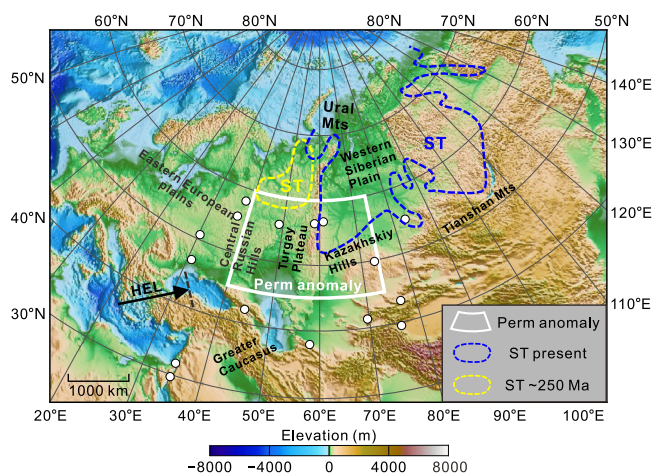 60°N 70°N 80°N 80°N 70°N 60°N 50°N
50°N
40°N
30°N
140°E
130°E
120°E
110°E
Ural
Mts
Western
Siberian
Plain
ST
ST
Eastern European
plains
Central
Russian
Hills
Turgay
Plateau
Kazakhskiy
Hills
Tianshan Mts
Perm anomaly
HEL
Greater
Caucasus
1000 km
Perm anomaly
ST present
ST ~250 Ma
20°E 30°E 40°E 50°E 60°E 70°E 80°E 90°E 100°E
Elevation (m)
−8000 −4000 0 4000 8000